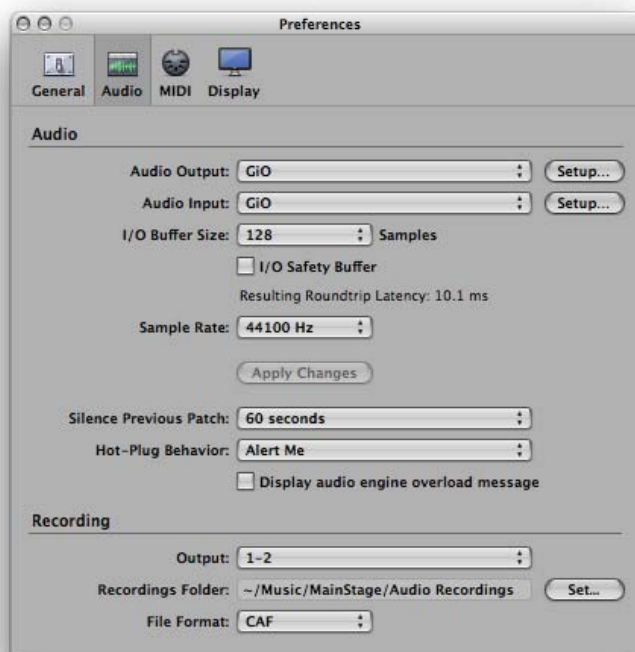 Preferences
General Audio MIDI Display
Audio
Audio Output: GiO Setup...
Audio Input: GiO Setup...
I/O Buffer Size: 128 Samples
I/O Safety Buffer
Resulting Roundtrip Latency: 10.1 ms
Sample Rate: 44100 Hz
Apply Changes
Silence Previous Patch: 60 seconds
Hot-Plug Behavior: Alert Me
Display audio engine overload message
Recording
Output: 1-2
Recordings Folder: ~/Music/MainStage/Audio Recordings Set...
File Format: CAF